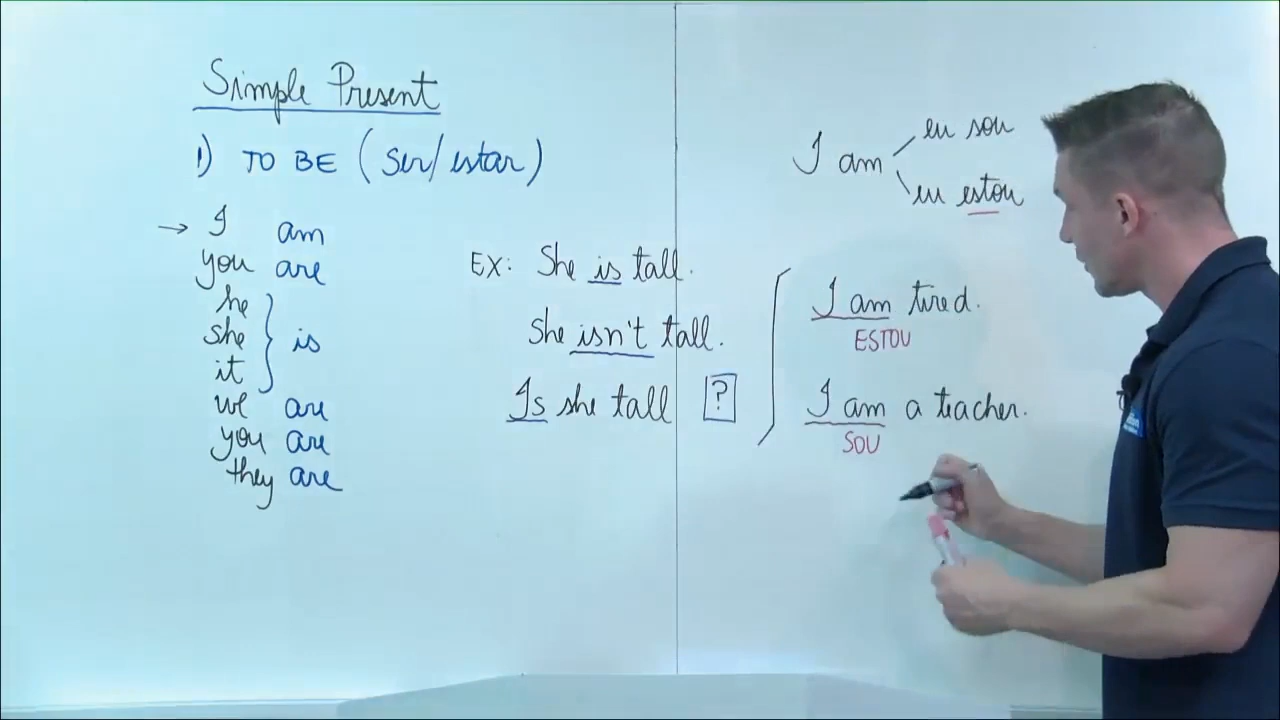 Simple Present
1) TO BE (ser/estar)
→ I am
you are
he
she } is
it
we are
you are
they are
EX: She is tall.
She isn't tall.
Is she tall ?
I am
eu sou
eu estou
I am tired.
ESTOU
I am a teacher.
SOU